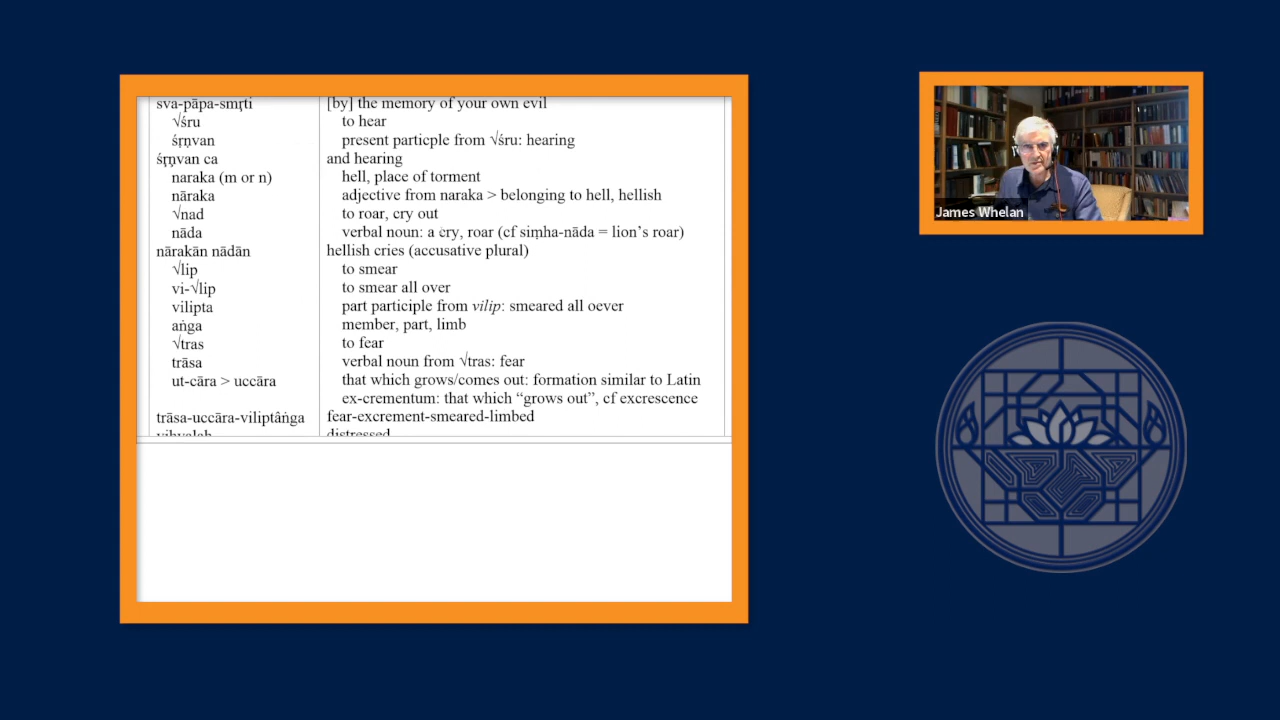 sva-pāpa-smṛti [by] the memory of your own evil
√śru to hear
śṛṇvan present particple from √śru: hearing
śṛṇvan ca and hearing
naraka (m or n) hell, place of torment
nāraka adjective from naraka > belonging to hell, hellish
√nad to roar, cry out
nāda verbal noun: a cry, roar (cf siṃha-nāda = lion’s roar)
nārakān nādān hellish cries (accusative plural)
√lip to smear
vi-√lip to smear all over
vilipta part participle from vilip: smeared all oever
aṅga member, part, limb
√tras to fear
trāsa verbal noun from √tras: fear
ut-cāra > uccāra that which grows/comes out: formation similar to Latin
ex-crementum: that which “grows out”, cf excrescence
trāsa-uccāra-viliptâṅga fear-excrement-smeared-limbed
vihvalaḥ distressed
James Whelan